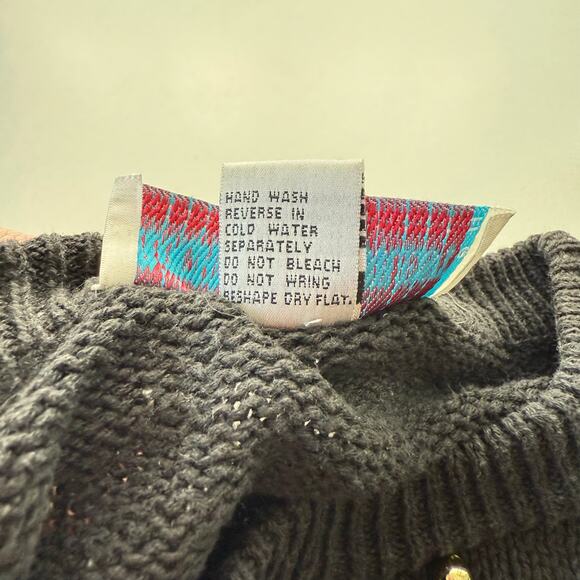 HAND WASH
REVERSE IN
COLD WATER
SEPARATELY
DO NOT BLEACH
DO NOT WRING
RESHAPE DRY FLAT.